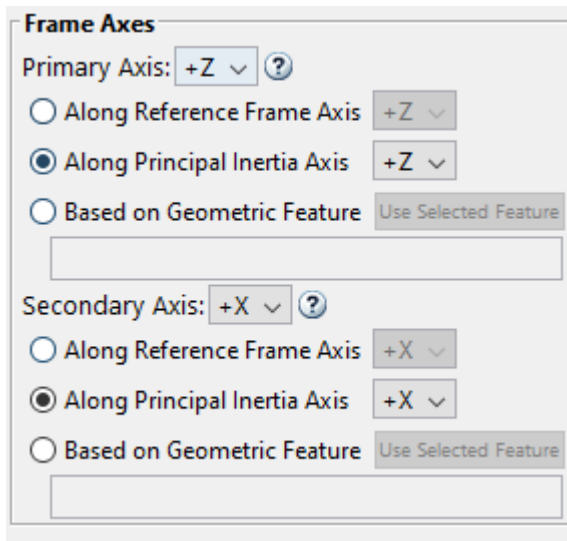 Frame Axes
Primary Axis: +Z ?
Along Reference Frame Axis +Z
Along Principal Inertia Axis +Z
Based on Geometric Feature Use Selected Feature
Secondary Axis: +X ?
Along Reference Frame Axis +X
Along Principal Inertia Axis +X
Based on Geometric Feature Use Selected Feature